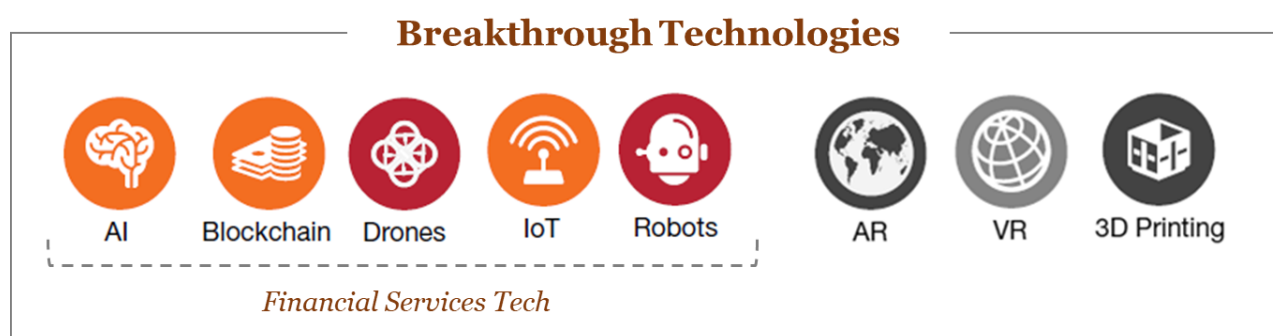 Breakthrough Technologies
AI
Blockchain
Drones
IoT
Robots
AR
VR
3D Printing
Financial Services Tech